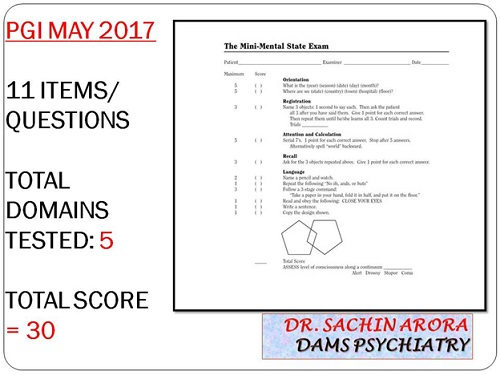 PGI MAY 2017
11 ITEMS/
QUESTIONS
TOTAL
DOMAINS
TESTED: 5
TOTAL SCORE
= 30
The Mini-Mental State Exam
Patient Examiner Date
Maximum Score
Orientation
5 ( ) What is the (year) (season) (date) (day) (month)?
5 ( ) Where are we (state) (country) (town) (hospital) (floor)?
Registration
3 ( ) Name 3 objects: 1 second to say each. Then ask the patient
all 3 after you have said them. Give 1 point for each correct answer.
Then repeat them until he/she learns all 3. Count trials and record.
Trials
Attention and Calculation
5 ( ) Serial 7's. 1 point for each correct answer. Stop after 5 answers.
Alternatively spell "world" backward.
Recall
3 ( ) Ask for the 3 objects repeated above. Give 1 point for each correct answer.
Language
2 ( ) Name a pencil and watch.
1 ( ) Repeat the following "No ifs, ands, or buts"
3 ( ) Follow a 3-stage command:
"Take a paper in your hand, fold it in half, and put it on the floor."
1 ( ) Read and obey the following: CLOSE YOUR EYES
1 ( ) Write a sentence.
1 ( ) Copy the design shown.
Total Score
ASSESS level of consciousness along a continuum
Alert Drowsy Stupor Coma
DR. SACHIN ARORA
DAMS PSYCHIATRY